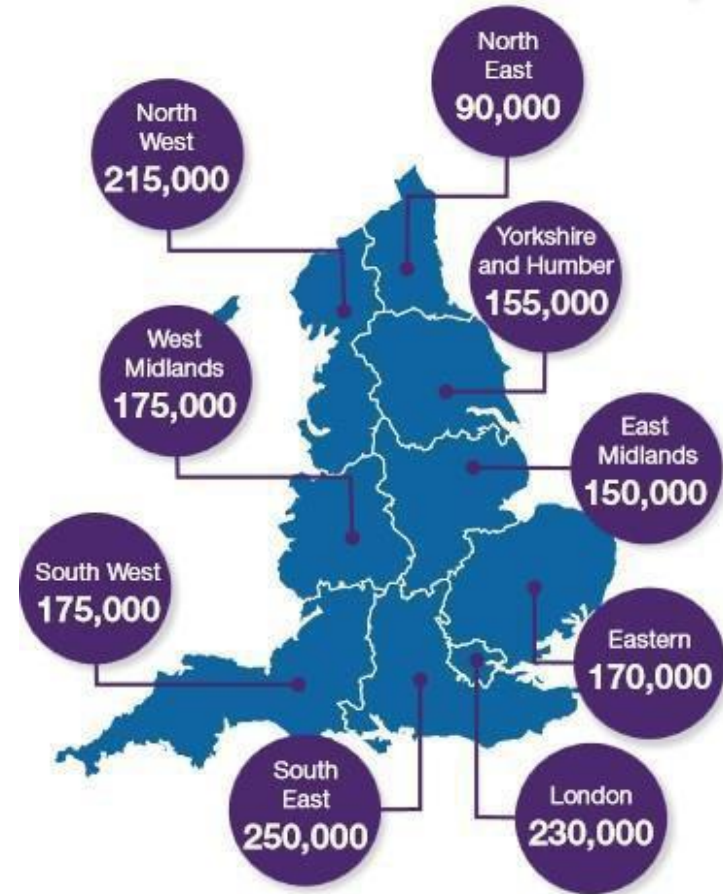 North
East
90,000
North
West
215,000
Yorkshire
and Humber
155,000
West
Midlands
175,000
East
Midlands
150,000
South West
175,000
Eastern
170,000
South
East
250,000
London
230,000